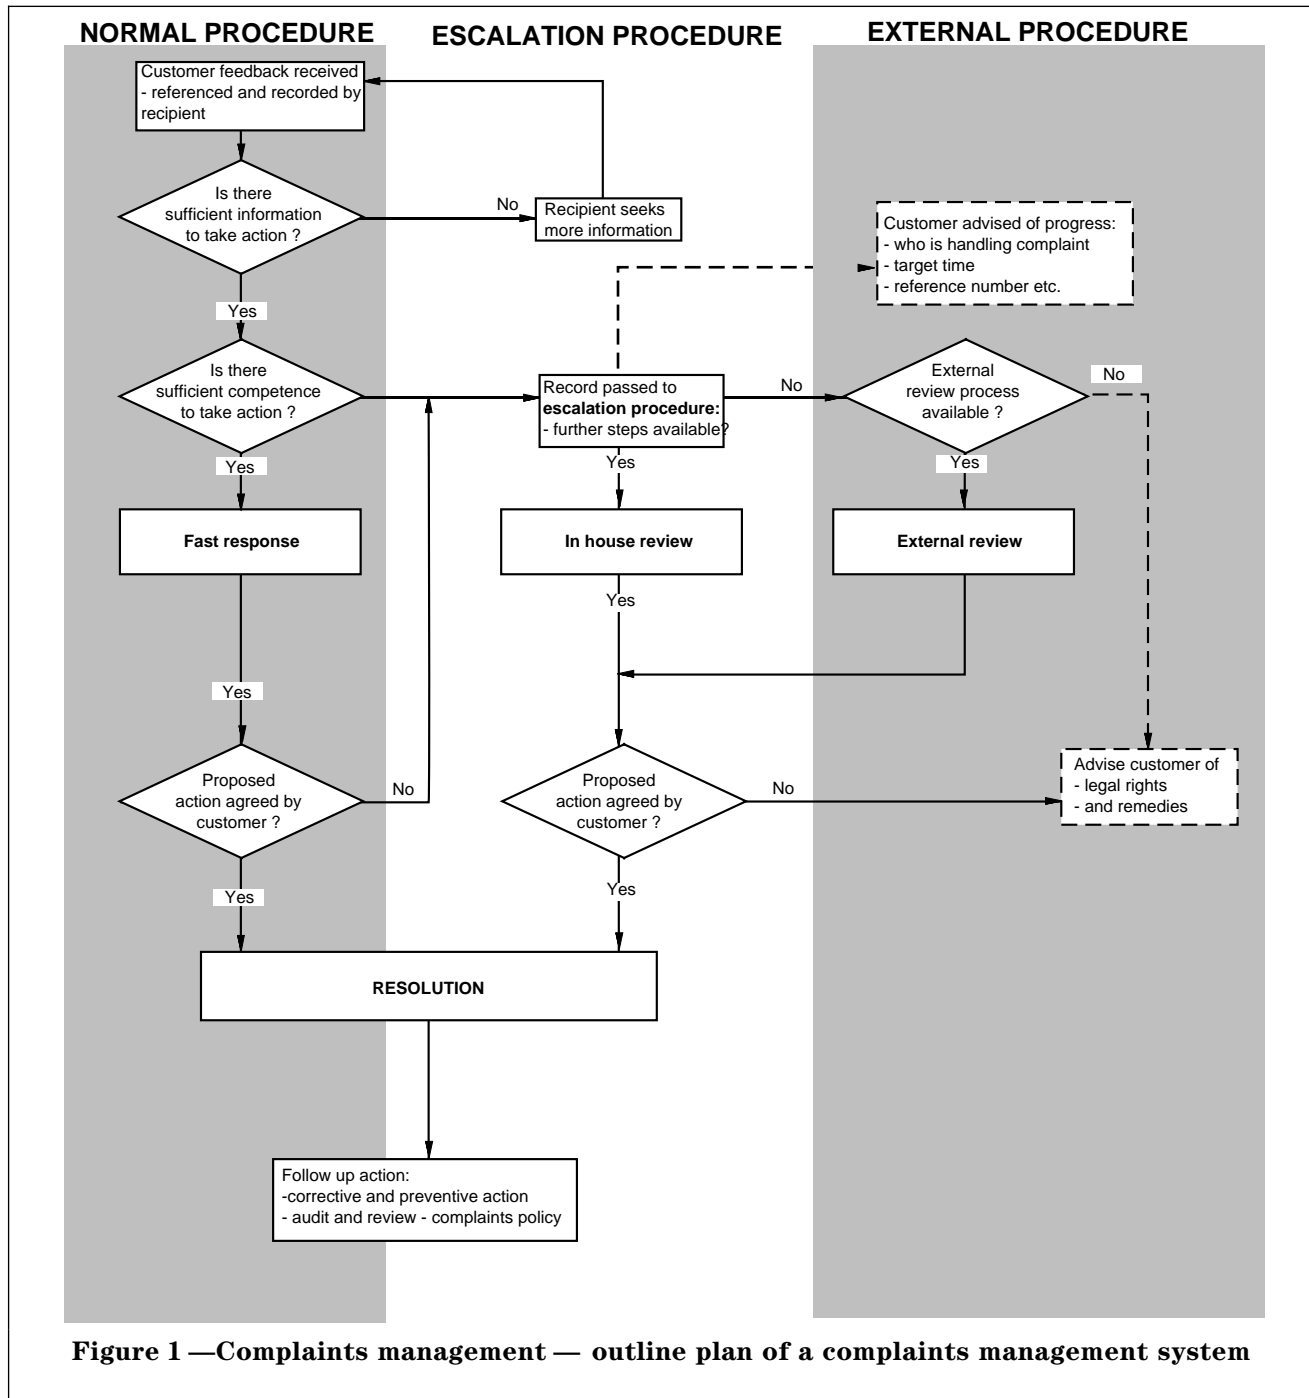 NORMAL PROCEDURE
ESCALATION PROCEDURE
EXTERNAL PROCEDURE
Customer feedback received
- referenced and recorded by
recipient
Is there
sufficient information
to take action ?
No
Recipient seeks
more information
Customer advised of progress:
- who is handling complaint
- target time
- reference number etc.
Yes
Is there
sufficient competence
to take action ?
Record passed to
escalation procedure:
- further steps available?
No
External
review process
available ?
No
Yes
Yes
Yes
Fast response
In house review
External review
Yes
Yes
Proposed
action agreed by
customer ?
No
Proposed
action agreed by
customer ?
No
Advise customer of
- legal rights
- and remedies
Yes
Yes
RESOLUTION
Follow up action:
-corrective and preventive action
- audit and review - complaints policy
Figure 1 —Complaints management — outline plan of a complaints management system